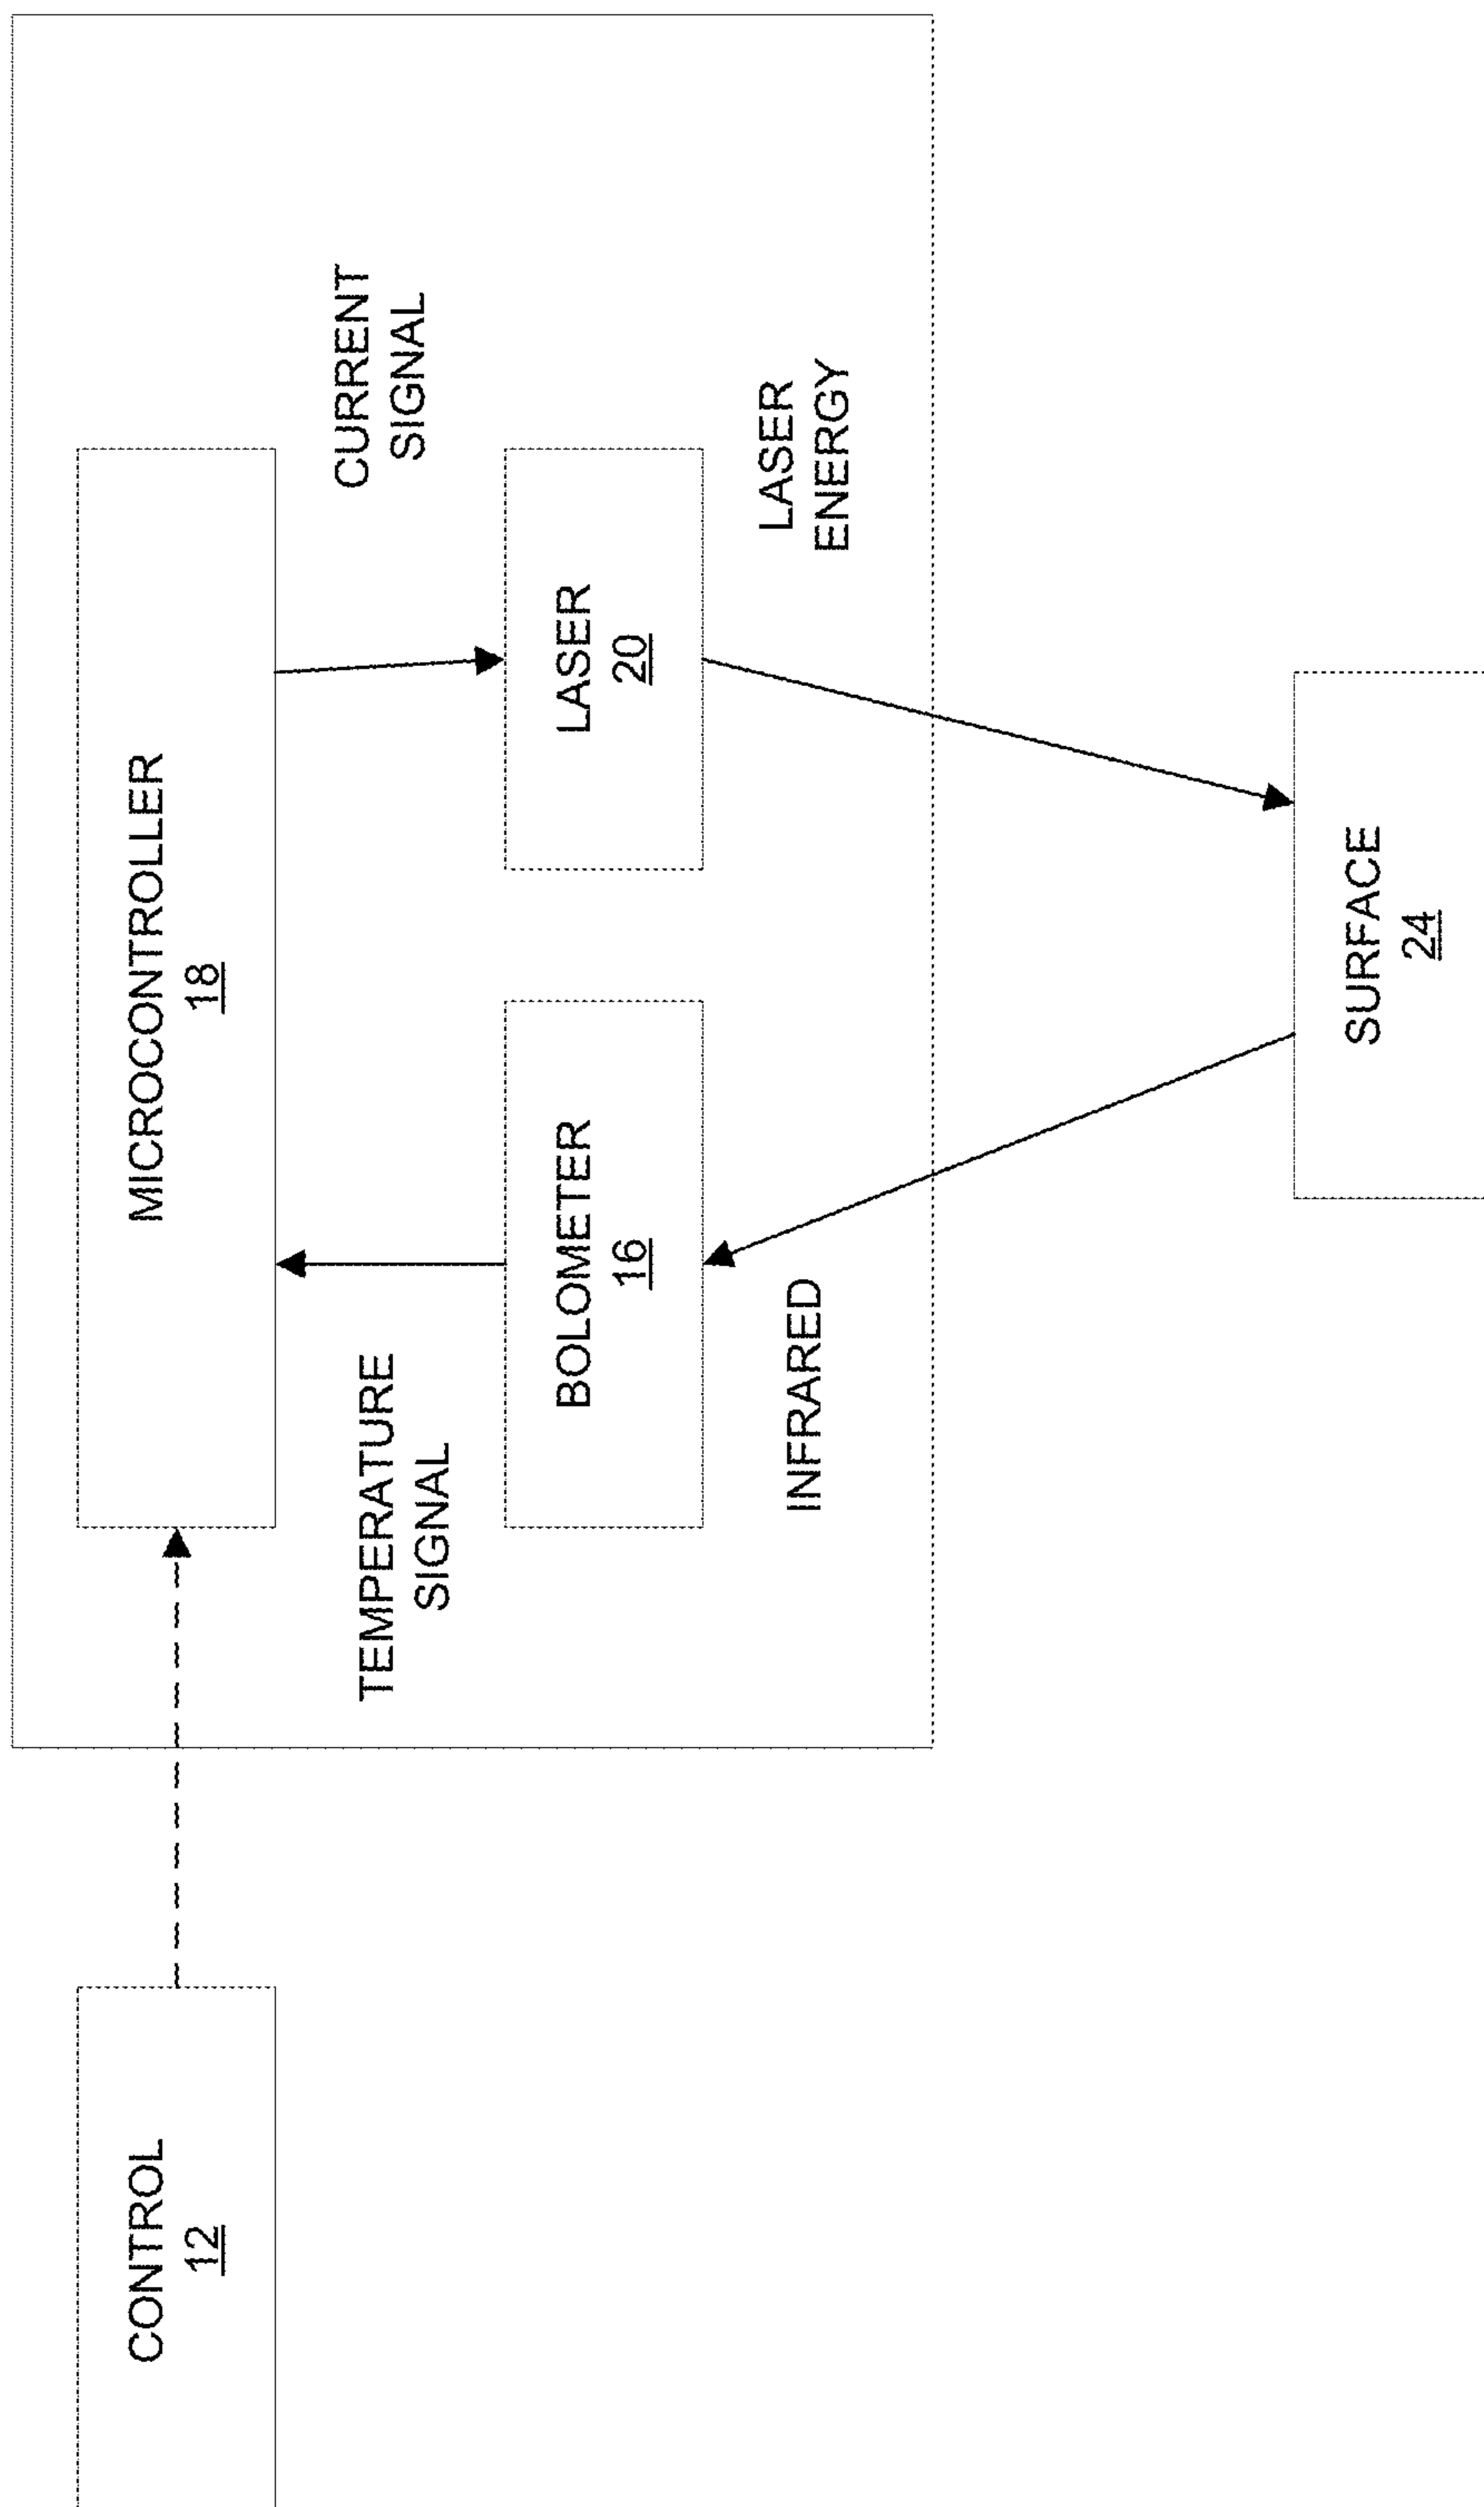 CONTROL
12
MICROCONTROLLER
18
TEMPERATURE
SIGNAL
CURRENT
SIGNAL
BOLOMETER
16
LASER
20
INFRARED
LASER
ENERGY
SURFACE
24